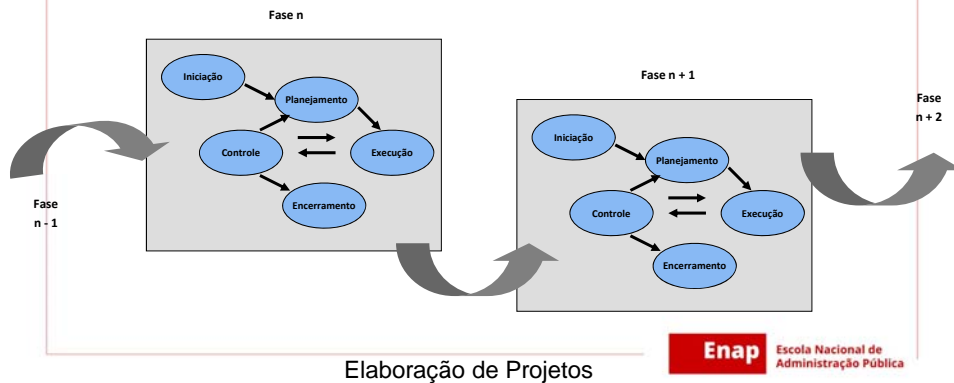 Fase n
Iniciação
Planejamento
Controle
Execução
Encerramento
Fase
n - 1
Fase n + 1
Iniciação
Planejamento
Controle
Execução
Encerramento
Fase
n + 2
Elaboração de Projetos
Enap
Escola Nacional de
Administração Pública